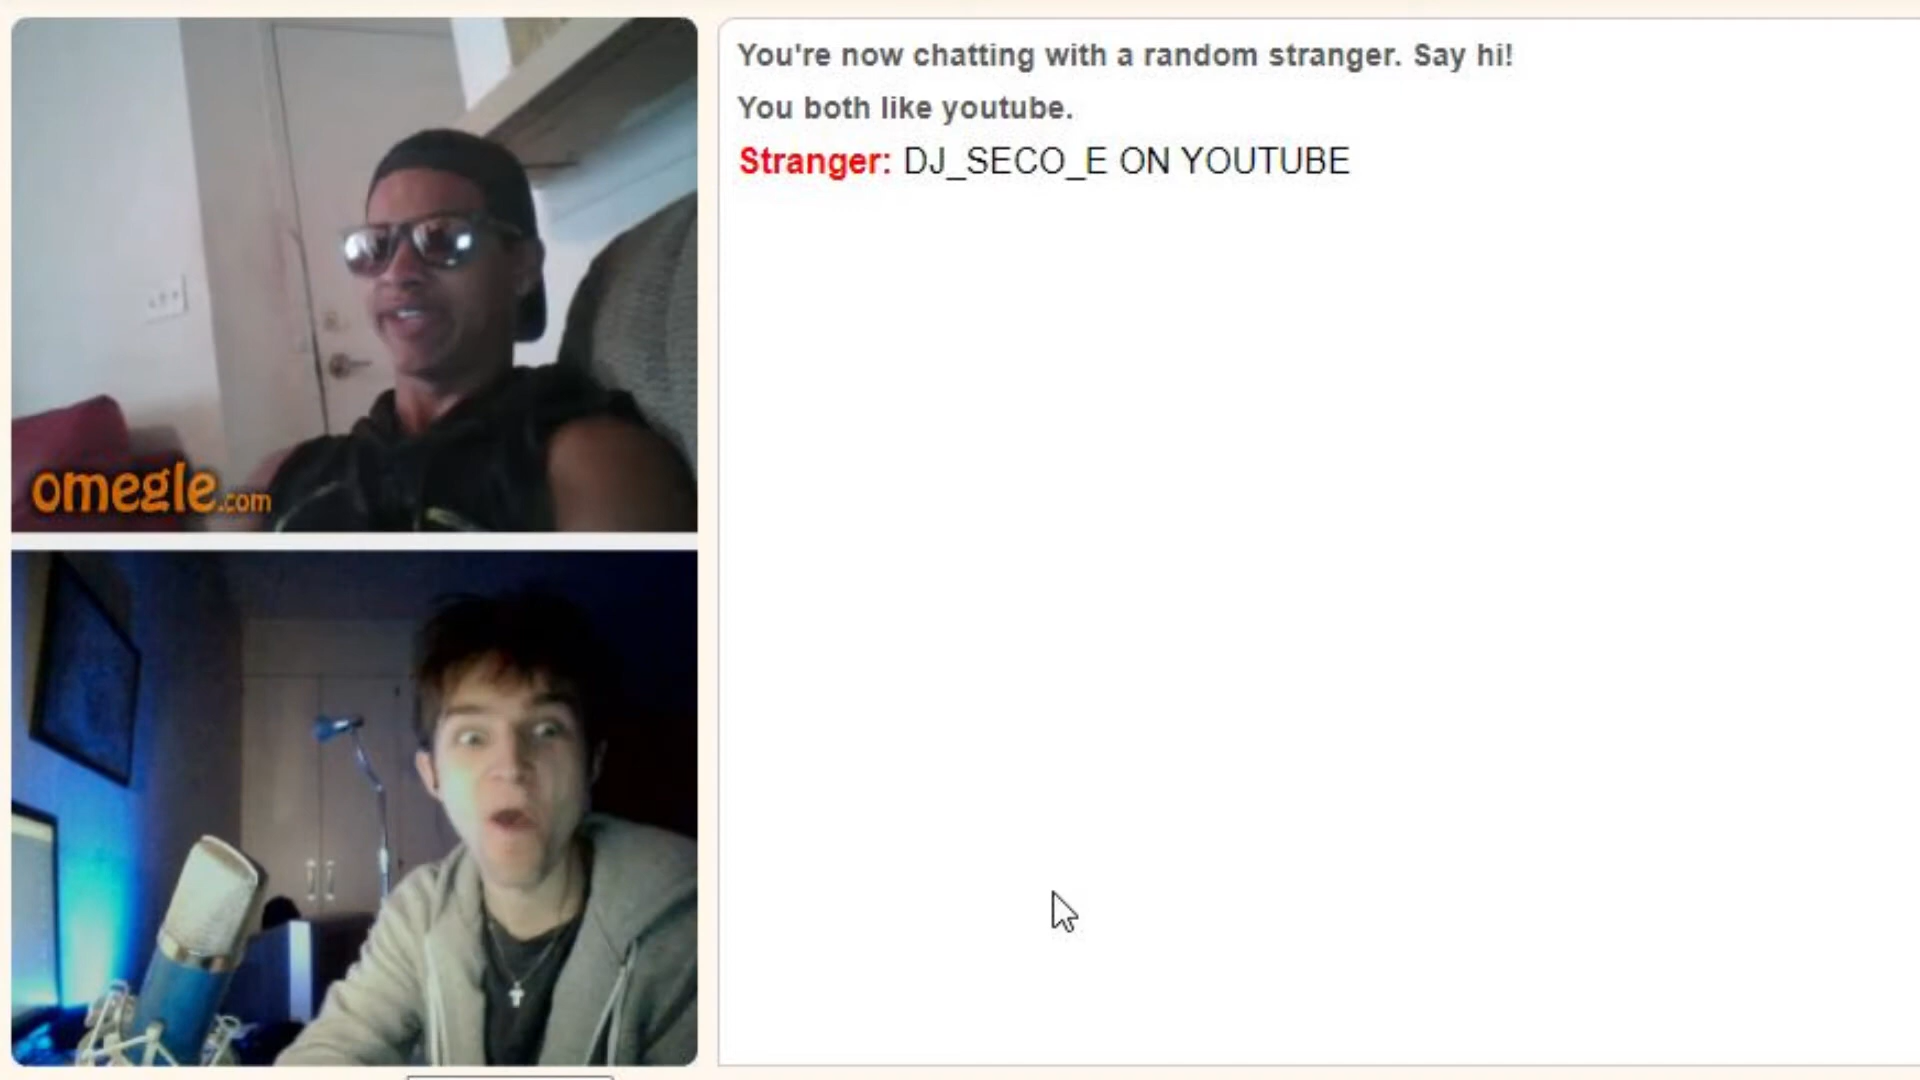 You're now chatting with a random stranger. Say hi!
You both like youtube.
Stranger: DJ_SECO_E ON YOUTUBE
omegle.com